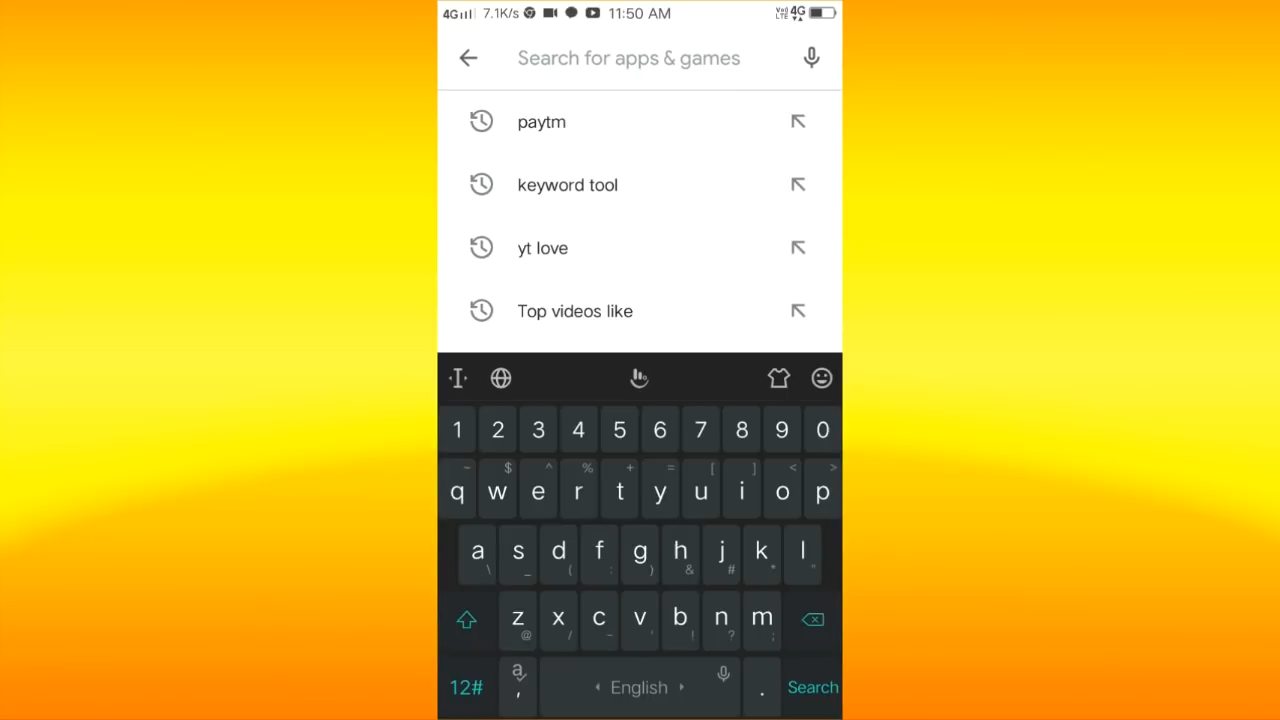 4G 7.1K/s 11:50 AM VoLTE 4G
Search for apps & games
paytm
keyword tool
yt love
Top videos like
1 2 3 4 5 6 7 8 9 0
~ $ ^ % + = [ ] < >
q w e r t y u i o p
a s d f g h j k l
\ _ ( : ) & # * "
z x c v b n m
@ / - ' ! ? ;
12# a , English . Search